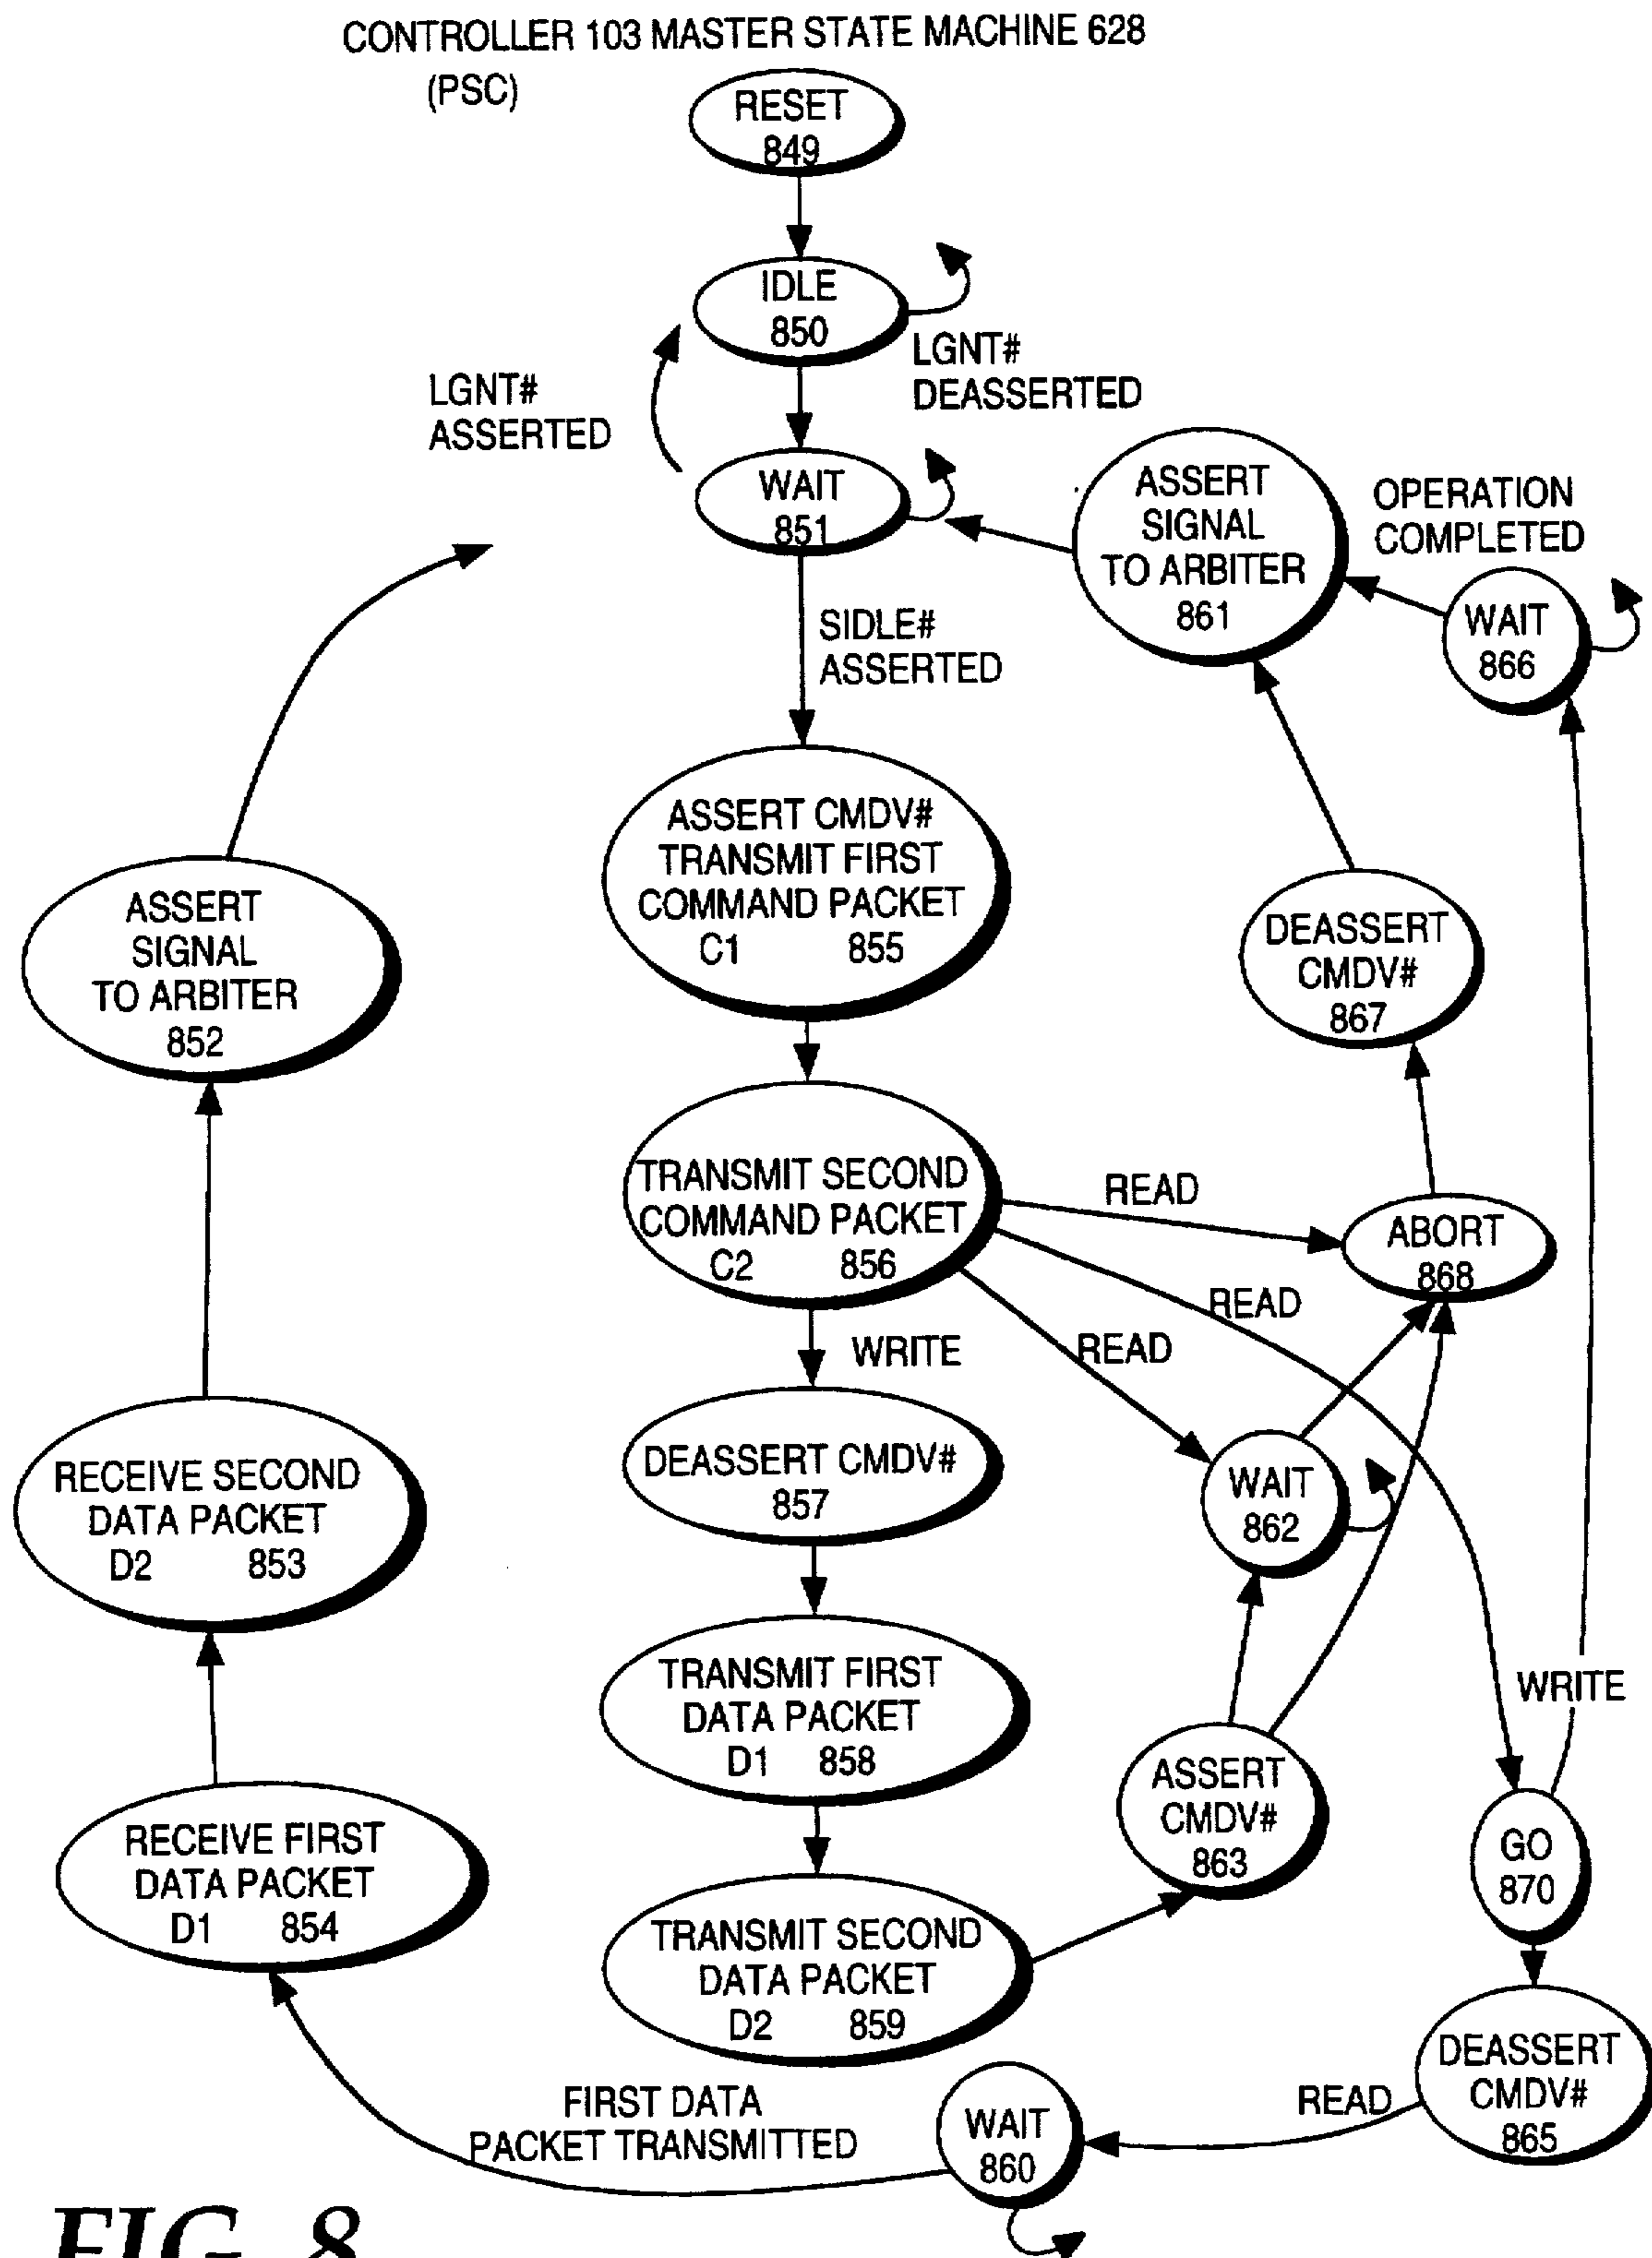 CONTROLLER 103 MASTER STATE MACHINE 628
(PSC)
RESET
849
IDLE
850
LGNT#
DEASSERTED
LGNT#
ASSERTED
WAIT
851
ASSERT
SIGNAL
TO ARBITER
861
OPERATION
COMPLETED
WAIT
866
SIDLE#
ASSERTED
ASSERT CMDV#
TRANSMIT FIRST
COMMAND PACKET
C1 855
ASSERT
SIGNAL
TO ARBITER
852
DEASSERT
CMDV#
867
TRANSMIT SECOND
COMMAND PACKET
C2 856
READ
ABORT
868
READ
READ
WRITE
DEASSERT CMDV#
857
WAIT
862
RECEIVE SECOND
DATA PACKET
D2 853
TRANSMIT FIRST
DATA PACKET
D1 858
WRITE
ASSERT
CMDV#
863
GO
870
RECEIVE FIRST
DATA PACKET
D1 854
TRANSMIT SECOND
DATA PACKET
D2 859
DEASSERT
CMDV#
865
READ
WAIT
860
FIRST DATA
PACKET TRANSMITTED
FIG. 8